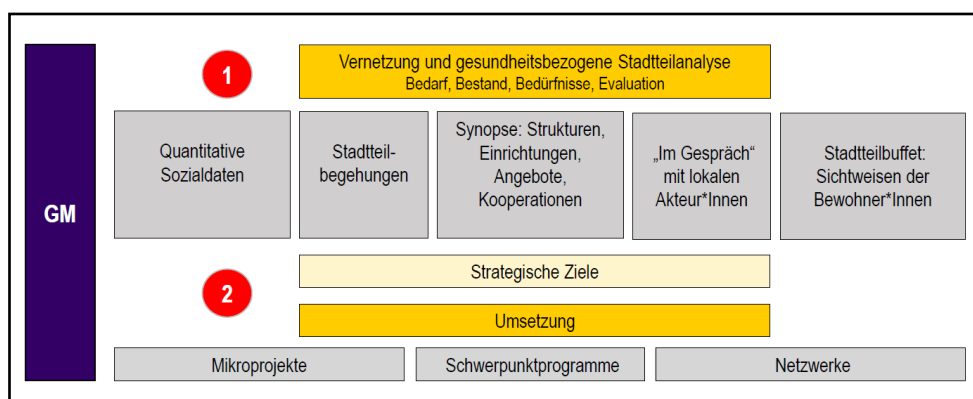 GM
1
Vernetzung und gesundheitsbezogene Stadtteilanalyse
Bedarf, Bestand, Bedürfnisse, Evaluation
Quantitative
Sozialdaten
Stadtteil-
begehungen
Synopse: Strukturen,
Einrichtungen,
Angebote,
Kooperationen
„Im Gespräch“
mit lokalen
Akteur*Innen
Stadtteilbuffet:
Sichtweisen der
Bewohner*Innen
2
Strategische Ziele
Umsetzung
Mikroprojekte
Schwerpunktprogramme
Netzwerke